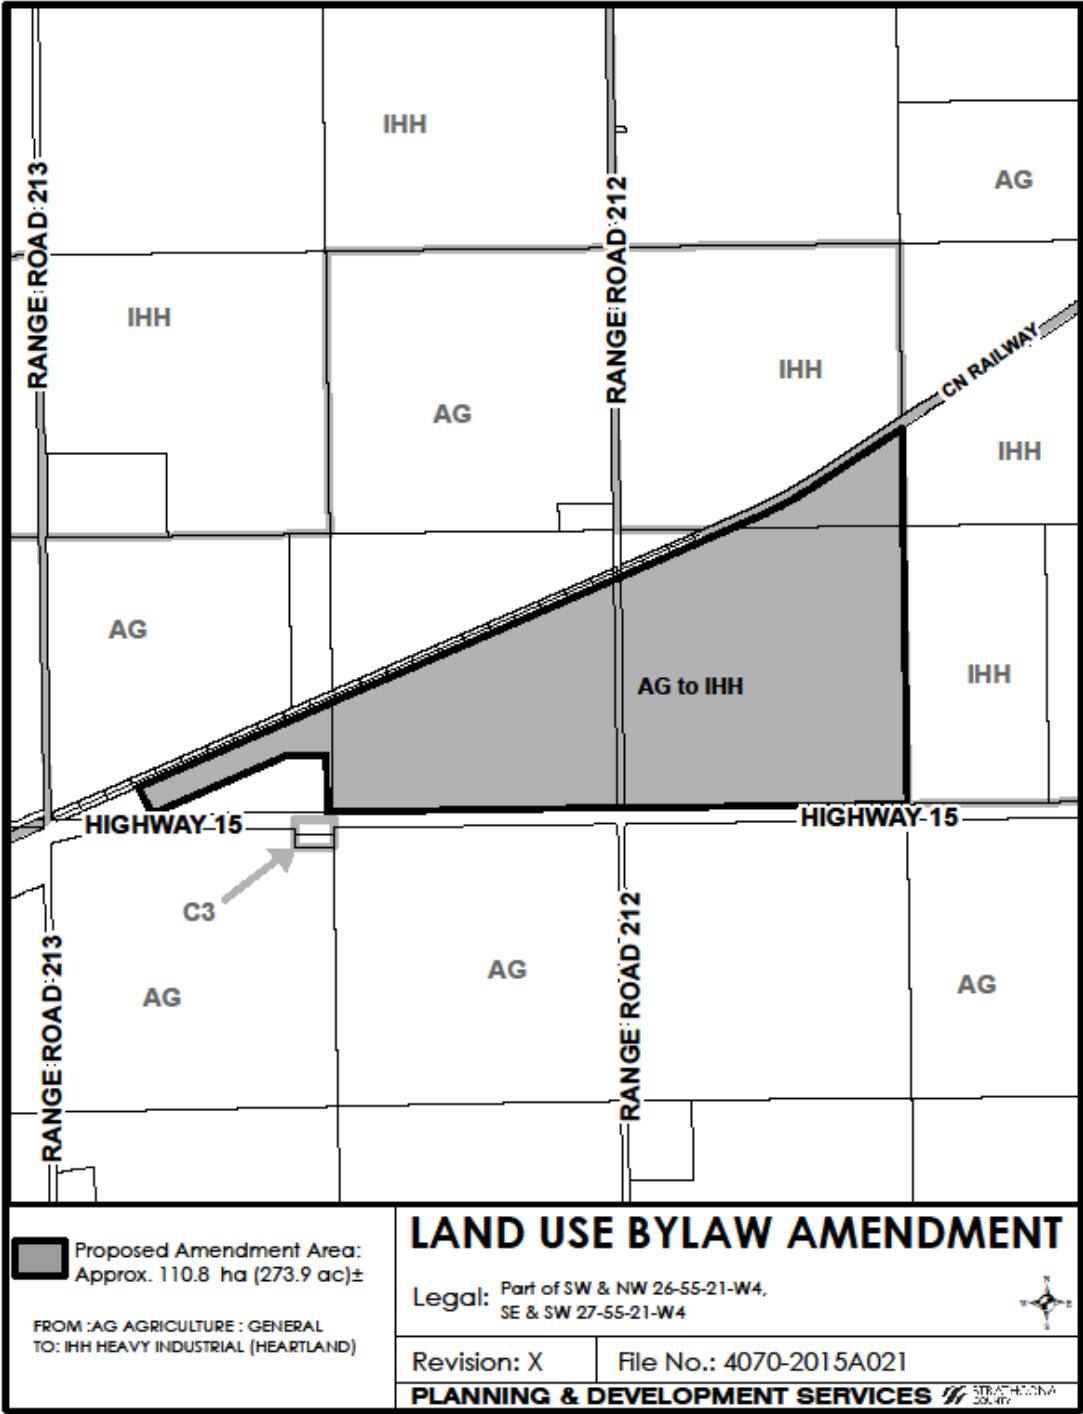 IHH
RANGE ROAD 213
RANGE ROAD 212
AG
IHH
IHH
CN RAILWAY
AG
IHH
AG
AG to IHH
IHH
HIGHWAY 15
HIGHWAY 15
C3
RANGE ROAD 213
RANGE ROAD 212
AG
AG
AG
Proposed Amendment Area:
Approx. 110.8 ha (273.9 ac)±
FROM :AG AGRICULTURE : GENERAL
TO: IHH HEAVY INDUSTRIAL (HEARTLAND)
LAND USE BYLAW AMENDMENT
Legal: Part of SW & NW 26-55-21-W4,
SE & SW 27-55-21-W4
N
W E
S
Revision: X
File No.: 4070-2015A021
PLANNING & DEVELOPMENT SERVICES
STRATHCONA
COUNTY